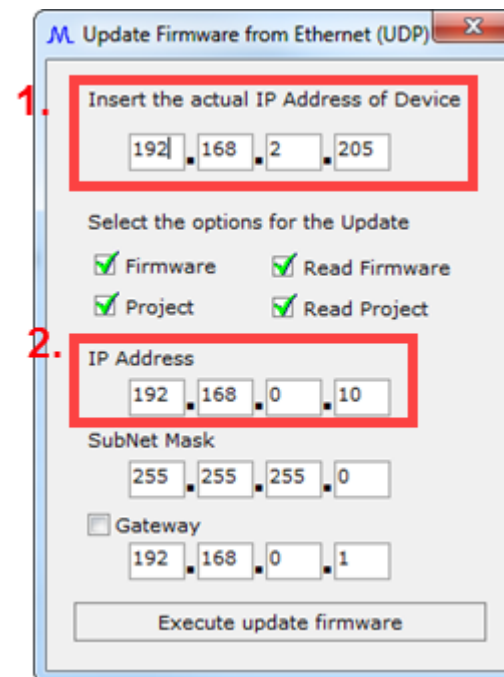 Update Firmware from Ethernet (UDP)
1.
Insert the actual IP Address of Device
192.168.2.205
Select the options for the Update
Firmware Read Firmware
Project Read Project
2.
IP Address
192.168.0.10
SubNet Mask
255.255.255.0
Gateway
192.168.0.1
Execute update firmware